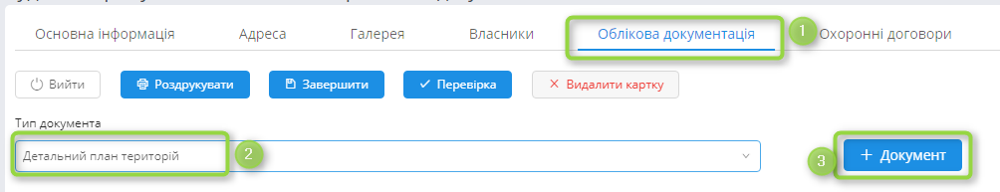 Основна інформація Адреса Галерея Власники Облікова документація 1 Охоронні договори
Вийти Роздрукувати Завершити Перевірка Видалити картку
Тип документа
Детальний план територій 2 3 + Документ